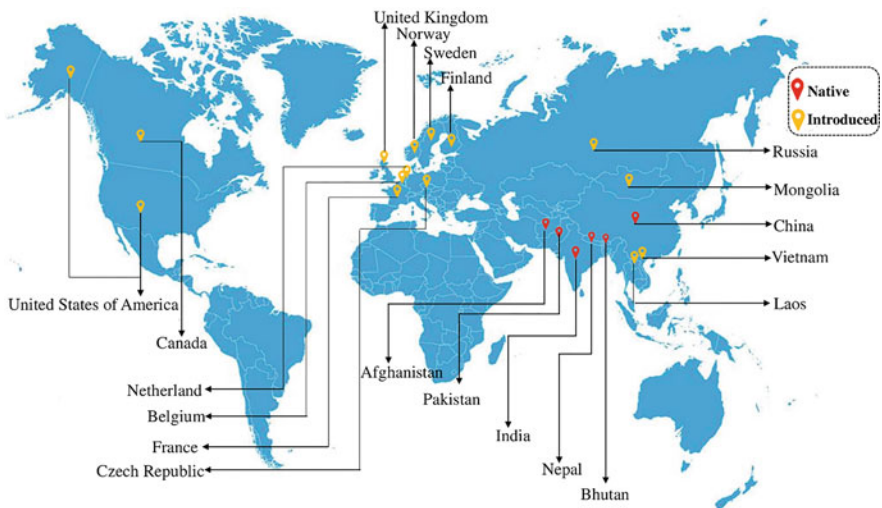 United Kingdom
Norway
Sweden
Finland
Native
Introduced
Russia
Mongolia
China
Vietnam
Laos
United States of America
Canada
Afghanistan
Netherland
Pakistan
Belgium
India
France
Czech Republic
Nepal
Bhutan